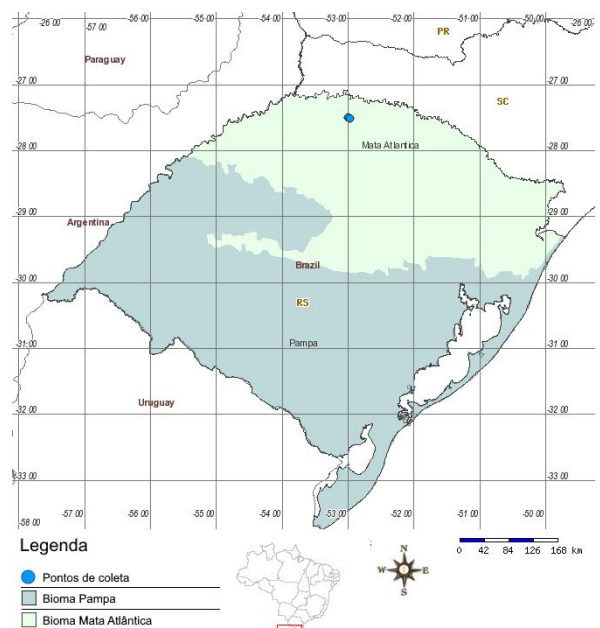 -26 00 -57 00 -56 00 -55 00 -54 00 -53 00 -52 00 -51 00 -26 00
PR
Paraguay
-27 00 -27 00
SC
-28 00 Mata Atlantica -28 00
-29 00 Argentina -29 00
Brazil
-30 00 -30 00
RS
-31 00 Pampa -31 00
Uruguay
-32 00 -32 00
-33 00 -33 00
-58 00 -57 00 -56 00 -55 00 -54 00 -53 00 -52 00 -51 00 -50 00
Legenda
Pontos de coleta
Bioma Pampa
Bioma Mata Atlântica
N
W E
S
0 42 84 126 168 km